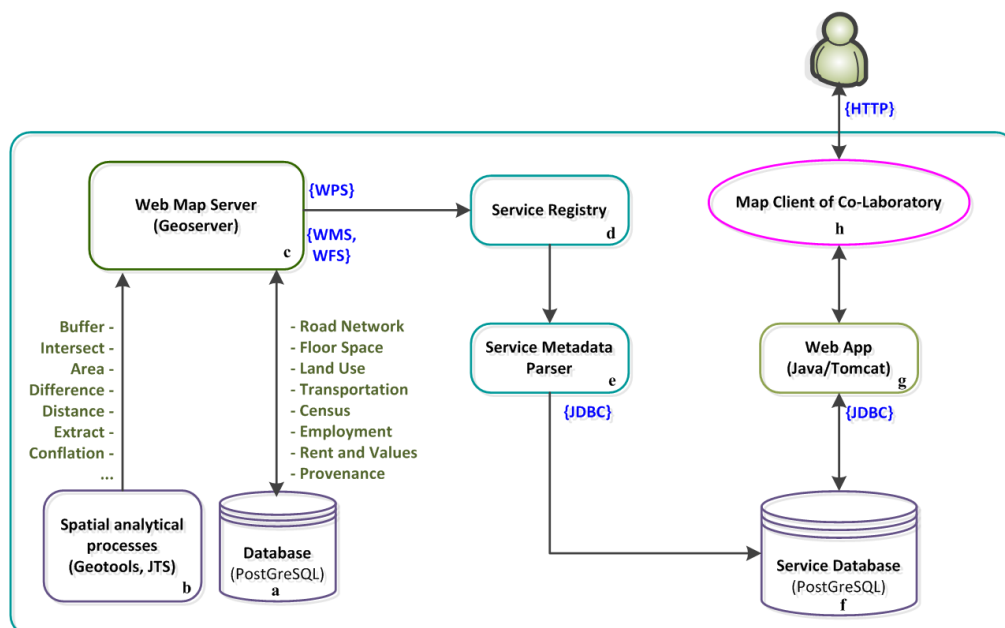 {HTTP}
Web Map Server
(Geoserver)
c
{WPS}
{WMS,
WFS}
Service Registry
d
Map Client of Co-Laboratory
h
Buffer -
Intersect -
Area -
Difference -
Distance -
Extract -
Conflation -
...
- Road Network
- Floor Space
- Land Use
- Transportation
- Census
- Employment
- Rent and Values
- Provenance
Service Metadata
Parser
e
{JDBC}
Web App
(Java/Tomcat)
g
{JDBC}
Spatial analytical
processes
(Geotools, JTS)
b
Database
(PostGreSQL)
a
Service Database
(PostGreSQL)
f